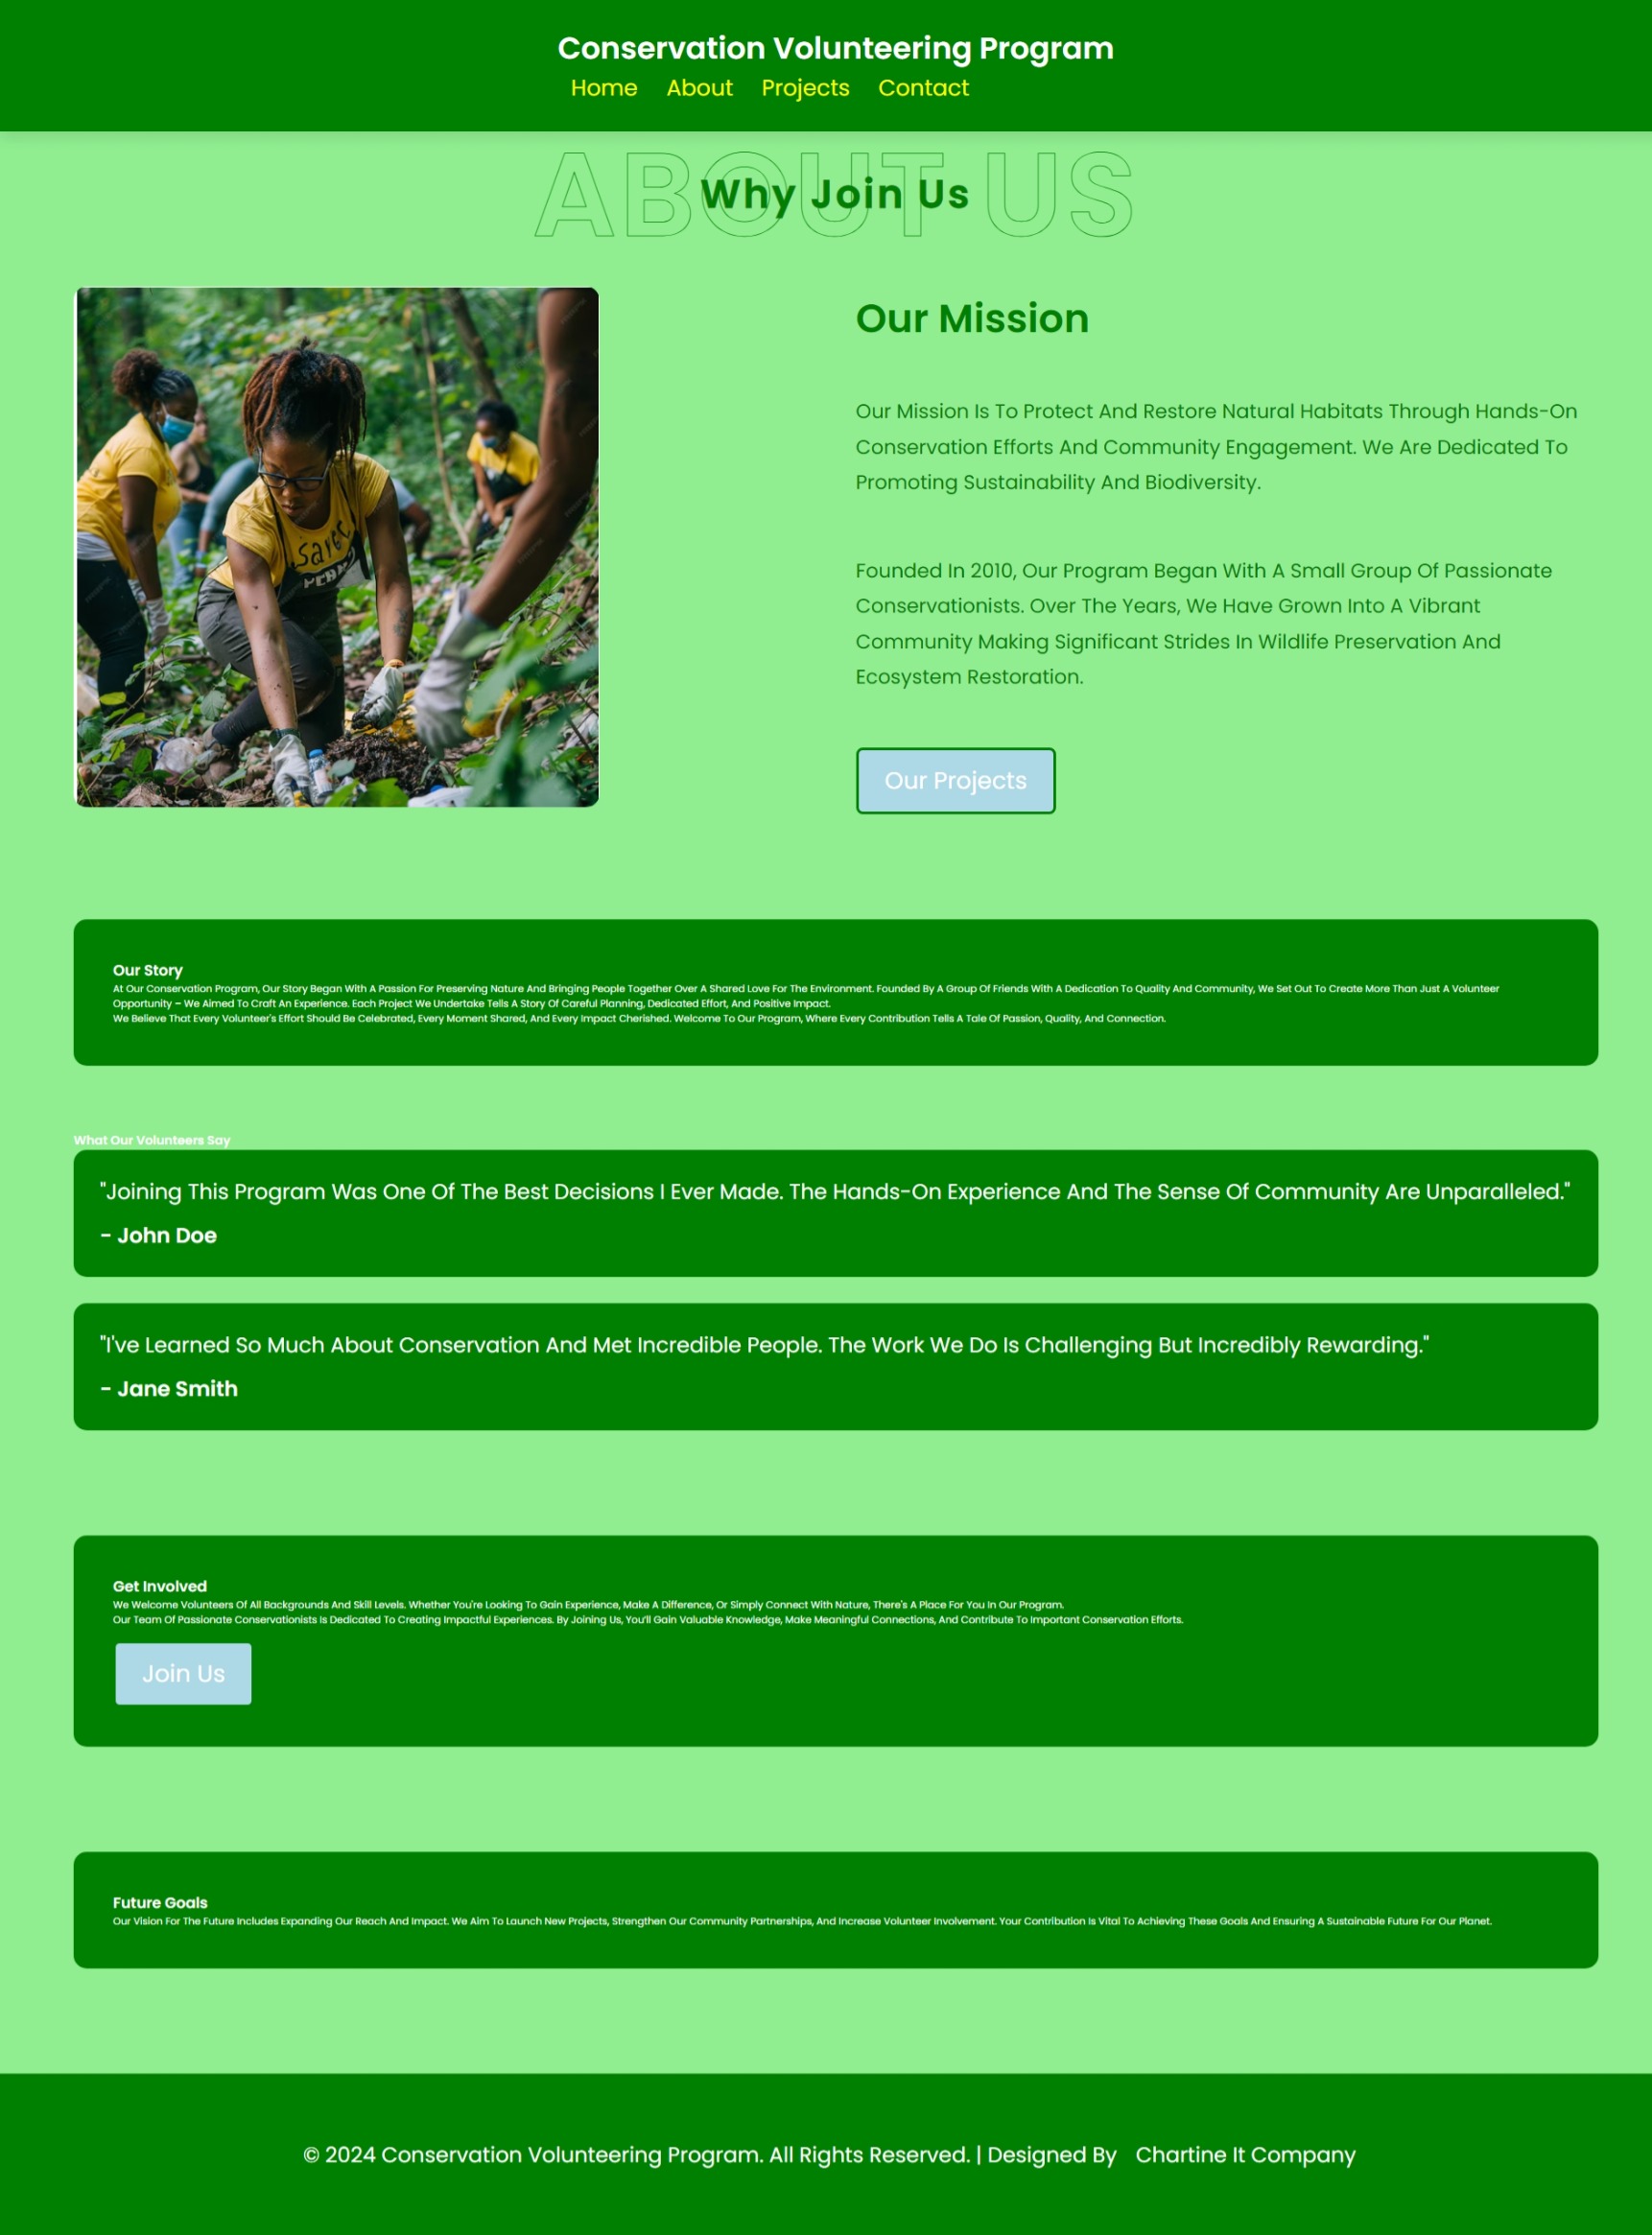 Conservation Volunteering Program
Home About Projects Contact
ABOUT US
Why Join Us
Our Mission
Our Mission Is To Protect And Restore Natural Habitats Through Hands-On
Conservation Efforts And Community Engagement. We Are Dedicated To
Promoting Sustainability And Biodiversity.
Founded In 2010, Our Program Began With A Small Group Of Passionate
Conservationists. Over The Years, We Have Grown Into A Vibrant
Community Making Significant Strides In Wildlife Preservation And
Ecosystem Restoration.
Our Projects
Our Story
At Our Conservation Program, Our Story Began With A Passion For Preserving Nature And Bringing People Together Over A Shared Love For The Environment. Founded By A Group Of Friends With A Dedication To Quality And Community, We Set Out To Create More Than Just A Volunteer
Opportunity – We Aimed To Craft An Experience. Each Project We Undertake Tells A Story Of Careful Planning, Dedicated Effort, And Positive Impact.
We Believe That Every Volunteer's Effort Should Be Celebrated, Every Moment Shared, And Every Impact Cherished. Welcome To Our Program, Where Every Contribution Tells A Tale Of Passion, Quality, And Connection.
What Our Volunteers Say
"Joining This Program Was One Of The Best Decisions I Ever Made. The Hands-On Experience And The Sense Of Community Are Unparalleled."
- John Doe
"I've Learned So Much About Conservation And Met Incredible People. The Work We Do Is Challenging But Incredibly Rewarding."
- Jane Smith
Get Involved
We Welcome Volunteers Of All Backgrounds And Skill Levels. Whether You're Looking To Gain Experience, Make A Difference, Or Simply Connect With Nature, There's A Place For You In Our Program.
Our Team Of Passionate Conservationists Is Dedicated To Creating Impactful Experiences. By Joining Us, You'll Gain Valuable Knowledge, Make Meaningful Connections, And Contribute To Important Conservation Efforts.
Join Us
Future Goals
Our Vision For The Future Includes Expanding Our Reach And Impact. We Aim To Launch New Projects, Strengthen Our Community Partnerships, And Increase Volunteer Involvement. Your Contribution Is Vital To Achieving These Goals And Ensuring A Sustainable Future For Our Planet.
© 2024 Conservation Volunteering Program. All Rights Reserved. | Designed By Chartine It Company